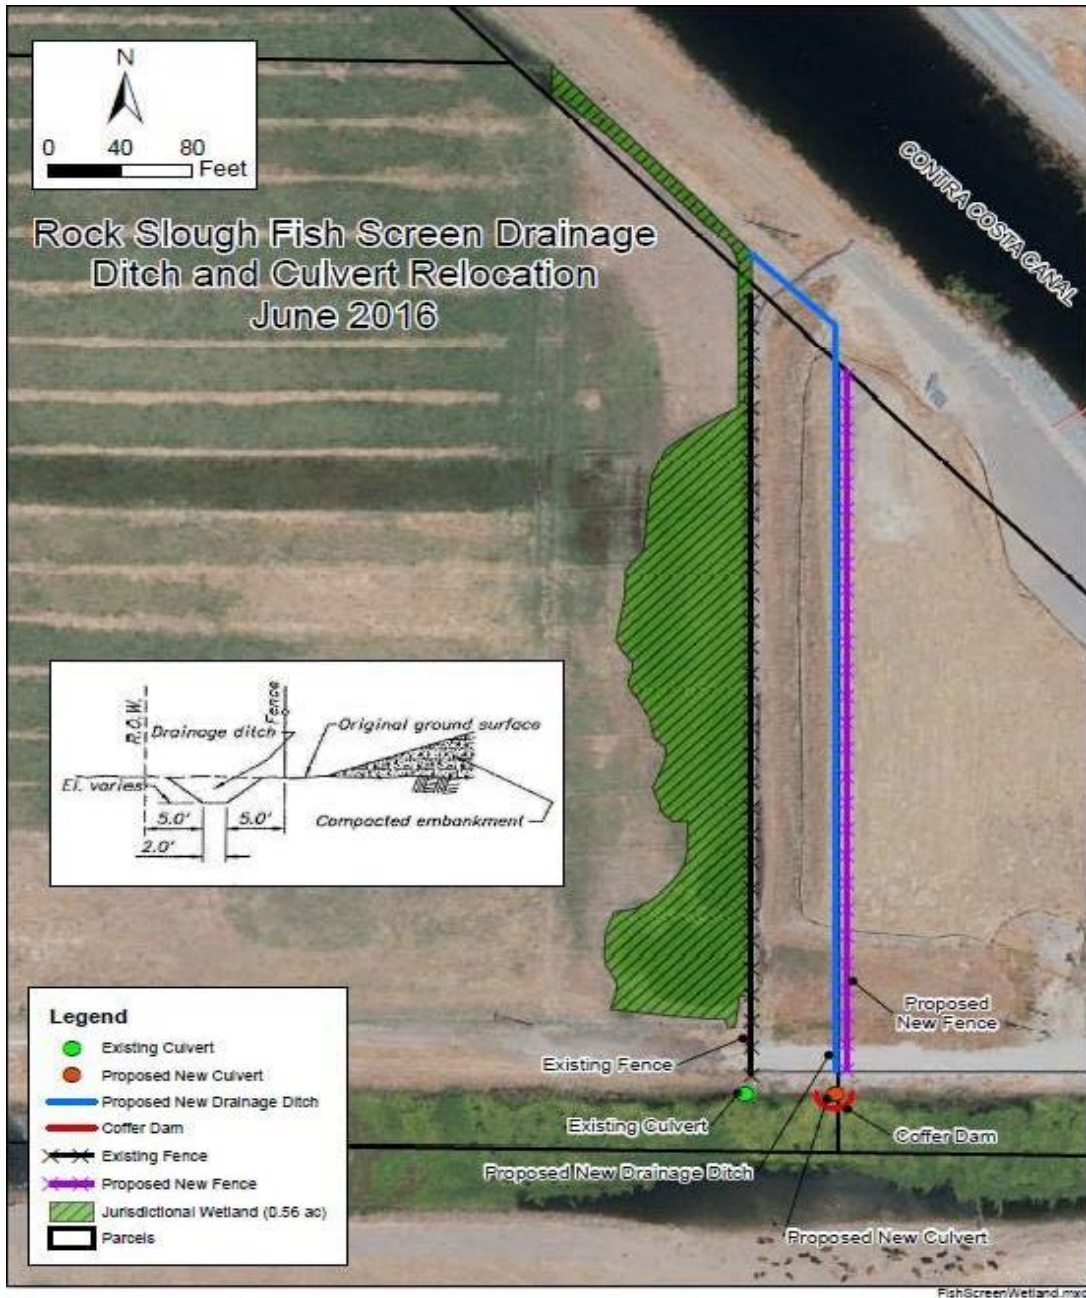 N
0 40 80
Feet
Rock Slough Fish Screen Drainage
Ditch and Culvert Relocation
June 2016
CONTRA COSTA CANAL
R.O.W.
Fence
Drainage ditch
Original ground surface
El. varies
5.0' 5.0'
2.0'
Compacted embankment
Proposed
New Fence
Existing Fence
Existing Culvert
Coffer Dam
Proposed New Drainage Ditch
Proposed New Culvert
Legend
Existing Culvert
Proposed New Culvert
Proposed New Drainage Ditch
Coffer Dam
Existing Fence
Proposed New Fence
Jurisdictional Wetland (0.56 ac)
Parcels
FishScreenWetland.mxd